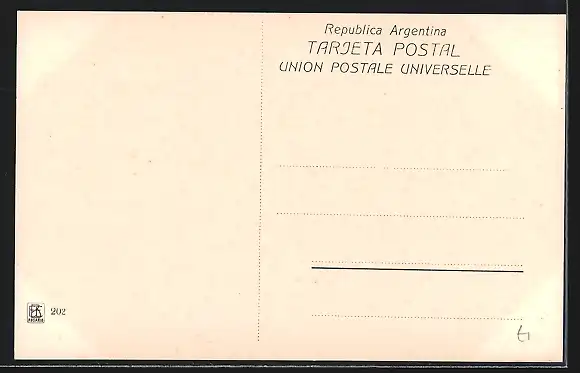 Republica Argentina
TARJETA POSTAL
UNION POSTALE UNIVERSELLE
202